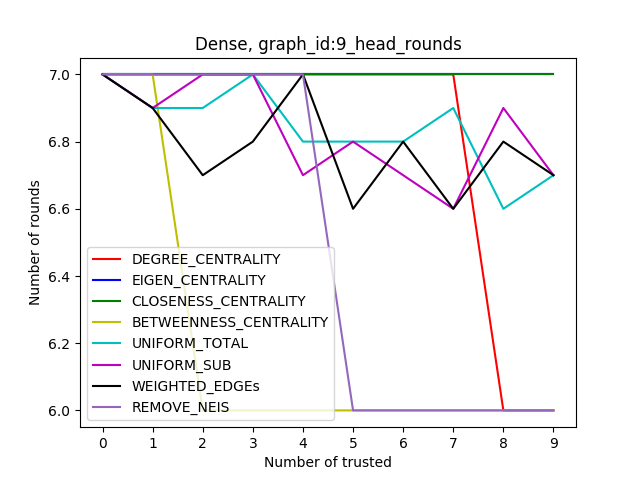 Dense, graph_id:9_head_rounds
Number of rounds
7.0
6.8
6.6
6.4
6.2
6.0
DEGREE_CENTRALITY
EIGEN_CENTRALITY
CLOSENESS_CENTRALITY
BETWEENNESS_CENTRALITY
UNIFORM_TOTAL
UNIFORM_SUB
WEIGHTED_EDGEs
REMOVE_NEIS
0 1 2 3 4 5 6 7 8 9
Number of trusted